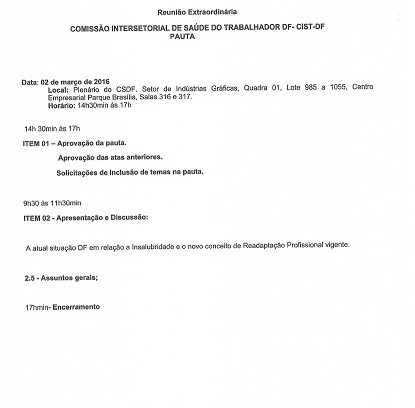 Reunião Extraordinária
COMISSÃO INTERSETORIAL DE SAÚDE DO TRABALHADOR DF- CIST-DF
PAUTA
Data: 02 de março de 2016
Local: Plenário do CSDF, Setor de Indústrias Gráficas, Quadra 01, Lote 985 a 1055, Centro
Empresarial Parque Brasília, Salas 316 e 317.
Horário: 14h30min às 17h
14h 30min às 17h
ITEM 01 – Aprovação da pauta.
Aprovação das atas anteriores.
Solicitações de Inclusão de temas na pauta.
9h30 às 11h30min
ITEM 02 - Apresentação e Discussão:
A atual situação DF em relação a Insalubridade e o novo conceito de Readaptação Profissional vigente.
2.5 - Assuntos gerais;
17hmin- Encerramento